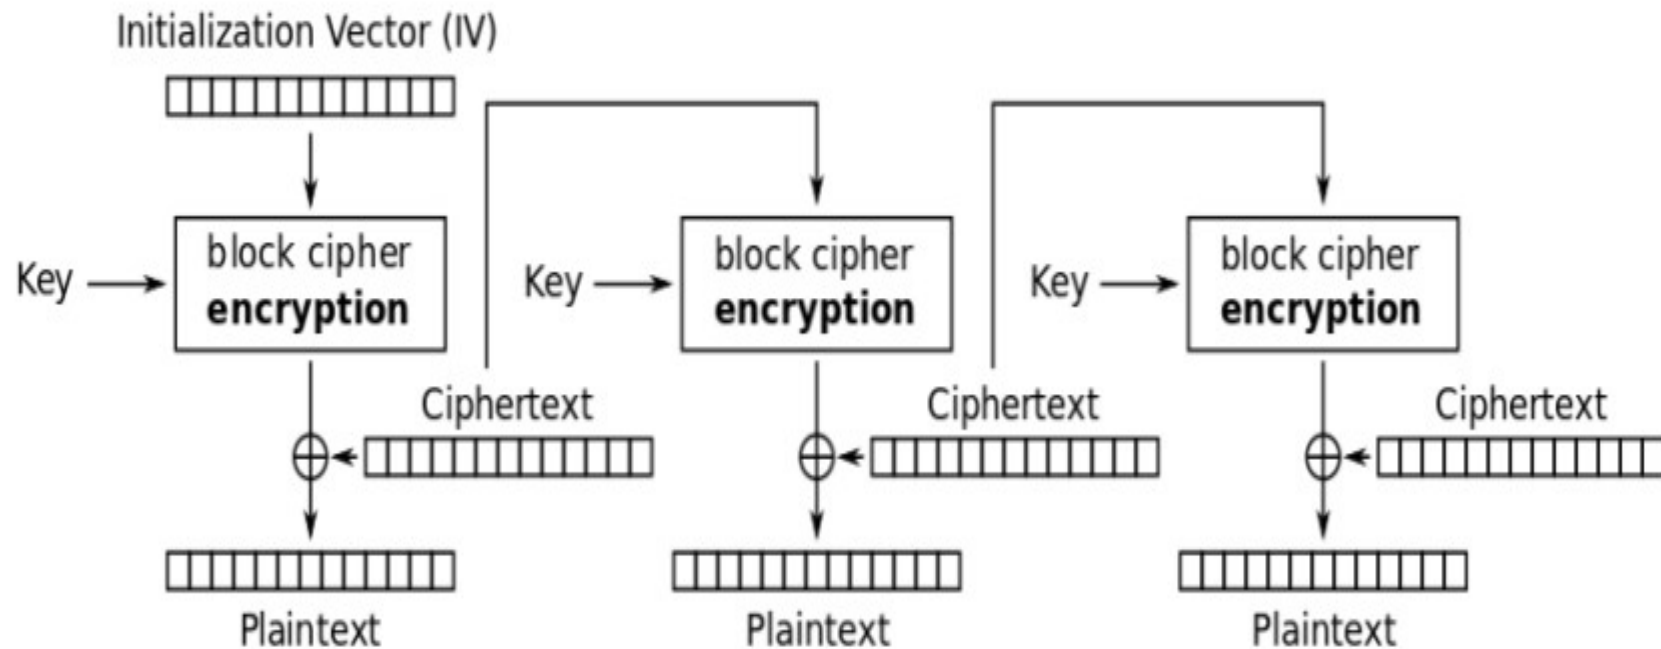 Initialization Vector (IV)
block cipher
encryption
Key
block cipher
encryption
Key
block cipher
encryption
Key
Ciphertext
Ciphertext
Ciphertext
Plaintext
Plaintext
Plaintext